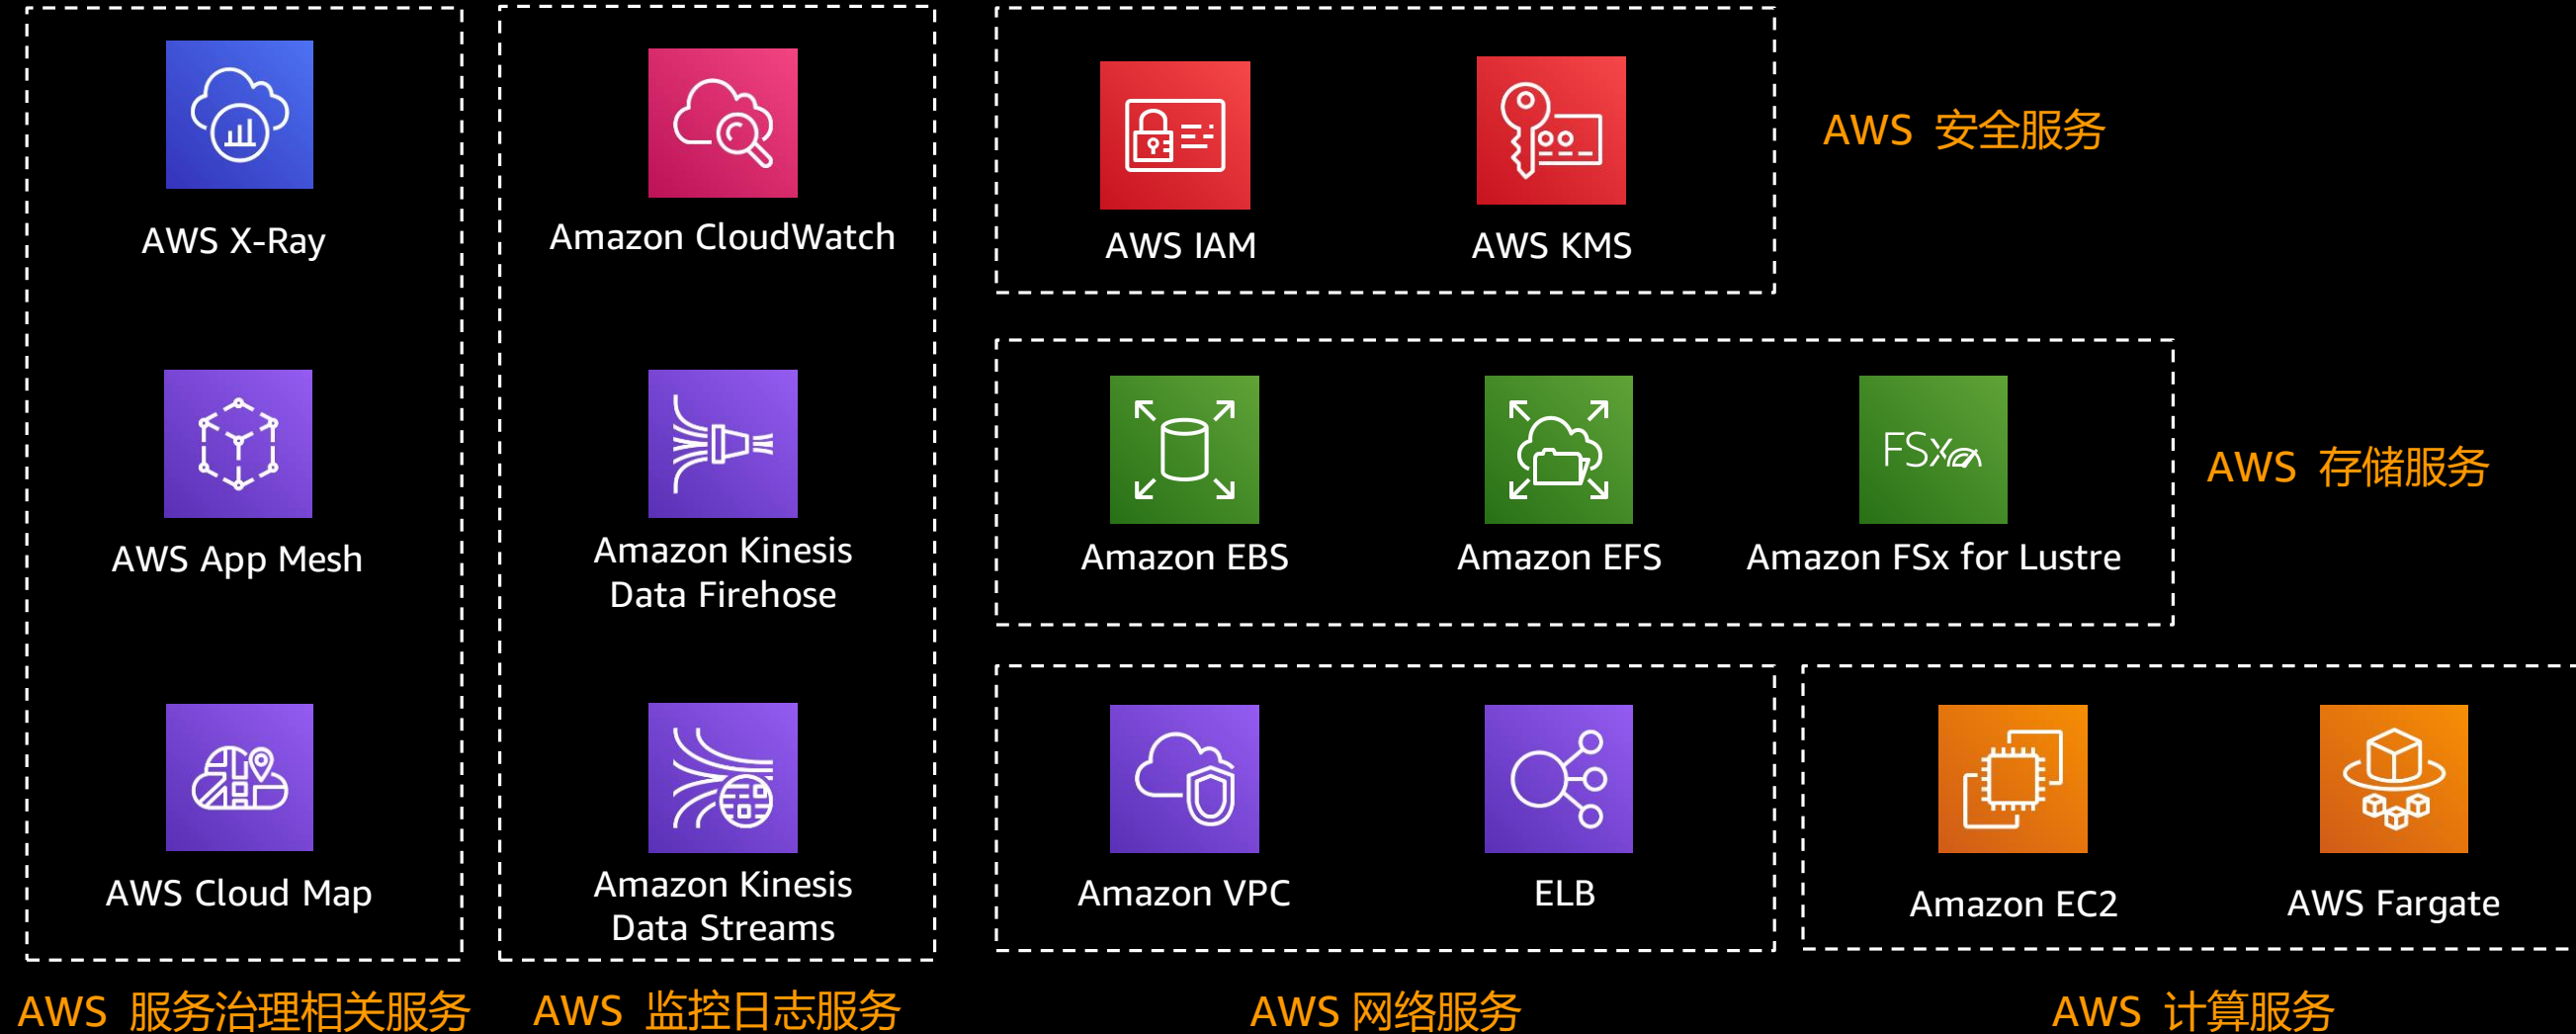 AWS X-Ray
AWS App Mesh
AWS Cloud Map
AWS 服务治理相关服务
Amazon CloudWatch
Amazon Kinesis
Data Firehose
Amazon Kinesis
Data Streams
AWS 监控日志服务
AWS IAM
AWS KMS
AWS 安全服务
Amazon EBS
Amazon EFS
FSx
Amazon FSx for Lustre
AWS 存储服务
Amazon VPC
ELB
AWS 网络服务
Amazon EC2
AWS Fargate
AWS 计算服务